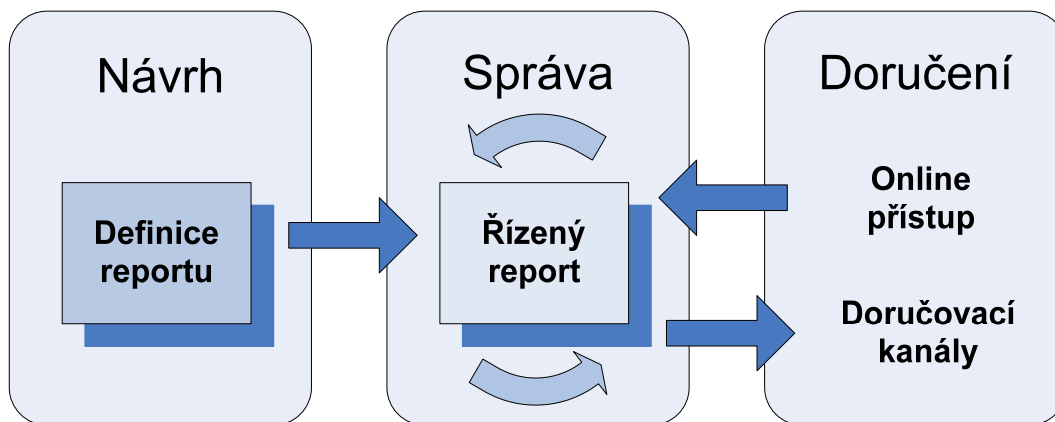 Návrh
Definice
reportu
Správa
Řízený
report
Doručení
Online
přístup
Doručovací
kanály